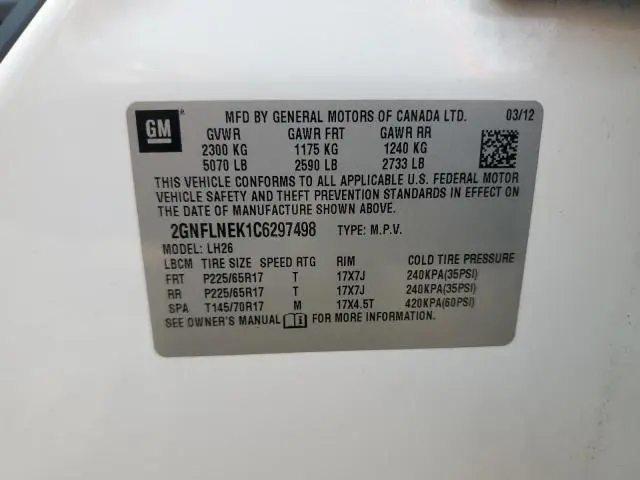 GM
MFD BY GENERAL MOTORS OF CANADA LTD. 03/12
GVWR GAWR FRT GAWR RR
2300 KG 1175 KG 1240 KG
5070 LB 2590 LB 2733 LB
THIS VEHICLE CONFORMS TO ALL APPLICABLE U.S. FEDERAL MOTOR
VEHICLE SAFETY AND THEFT PREVENTION STANDARDS IN EFFECT ON
THE DATE OF MANUFACTURE SHOWN ABOVE.
2GNFLNEK1C6297498 TYPE: M.P.V.
MODEL: LH26
LBCM TIRE SIZE SPEED RTG RIM COLD TIRE PRESSURE
FRT P225/65R17 T 17X7J 240KPA(35PSI)
RR P225/65R17 T 17X7J 240KPA(35PSI)
SPA T145/70R17 M 17X4.5T 420KPA(60PSI)
SEE OWNER'S MANUAL FOR MORE INFORMATION.